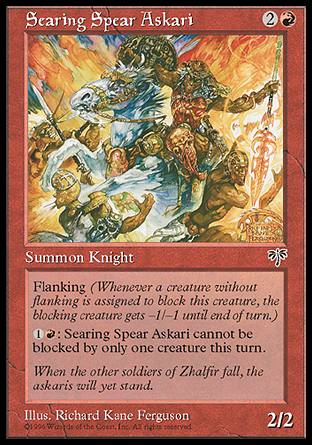 Searing Spear Askari 2
Summon Knight
Flanking (Whenever a creature without
flanking is assigned to block this creature, the
blocking creature gets –1/–1 until end of turn.)
1 : Searing Spear Askari cannot be
blocked by only one creature this turn.
When the other soldiers of Zhalfir fall, the
askaris will yet stand.
Illus. Richard Kane Ferguson
2/2
©1996 Wizards of the Coast, Inc. All rights reserved.